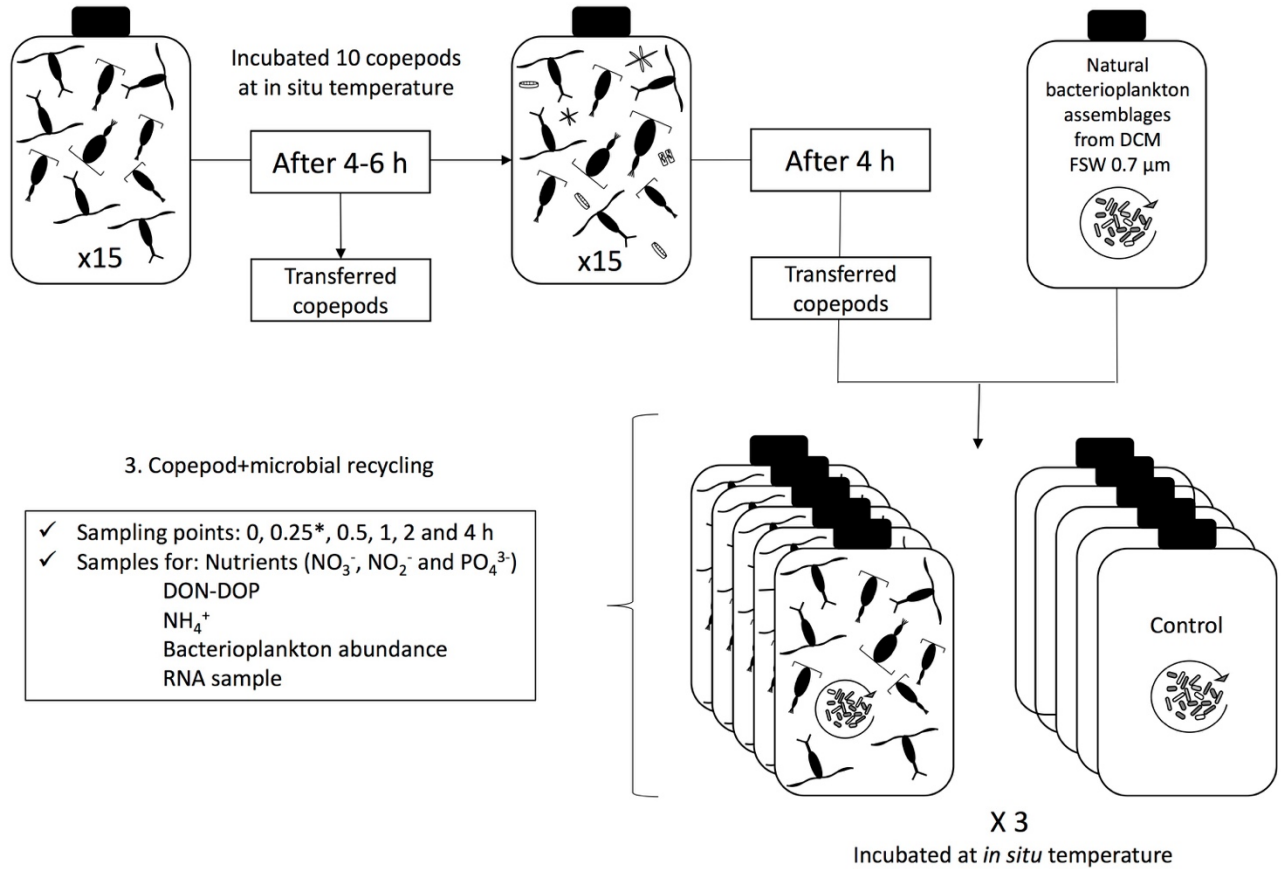 Incubated 10 copepods
at in situ temperature
After 4-6 h
Transferred
copepods
x15
x15
After 4 h
Transferred
copepods
Natural
bacterioplankton
assemblages
from DCM
FSW 0.7 μm
3. Copepod+microbial recycling
✓ Sampling points: 0, 0.25*, 0.5, 1, 2 and 4 h
✓ Samples for: Nutrients (NO₃⁻, NO₂⁻ and PO₄³⁻)
DON-DOP
NH₄⁺
Bacterioplankton abundance
RNA sample
Control
X 3
Incubated at in situ temperature